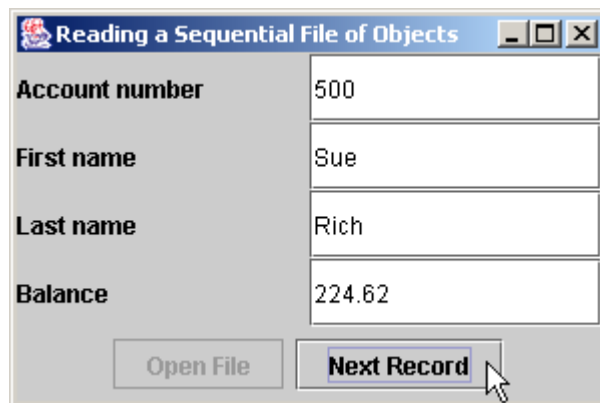 Reading a Sequential File of Objects
Account number 500
First name Sue
Last name Rich
Balance 224.62
Open File Next Record